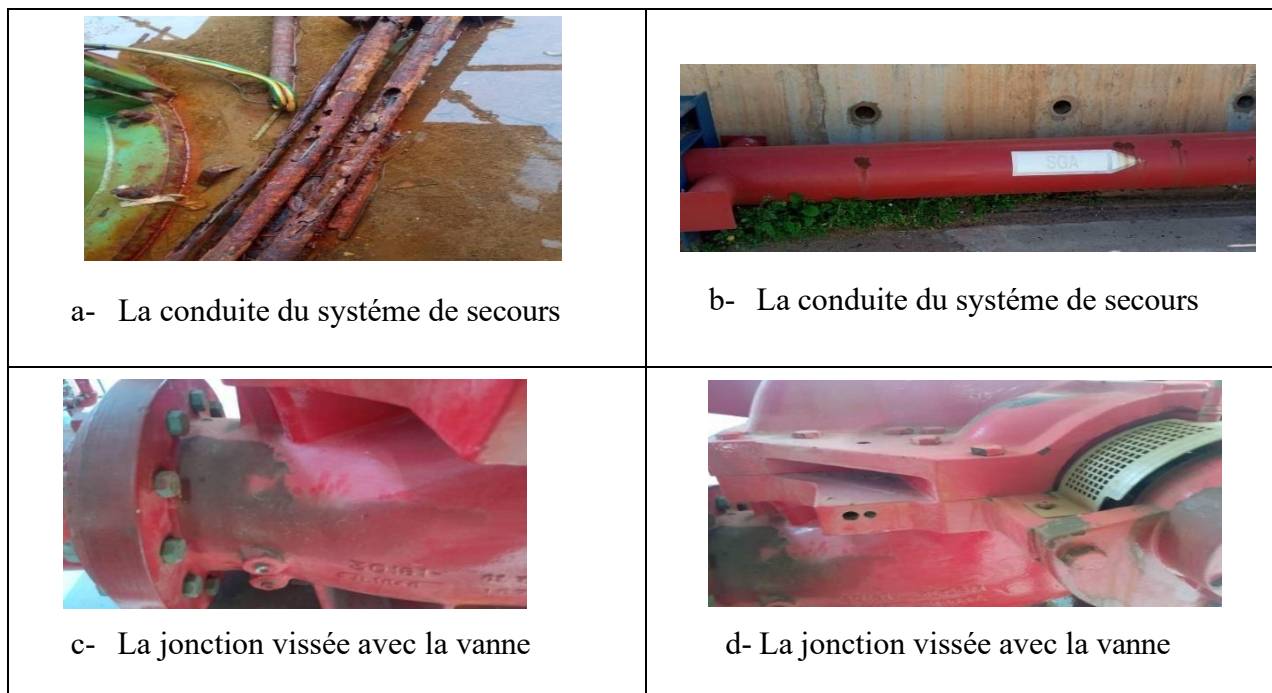 a- La conduite du systéme de secours
SGA
b- La conduite du systéme de secours
c- La jonction vissée avec la vanne
d- La jonction vissée avec la vanne